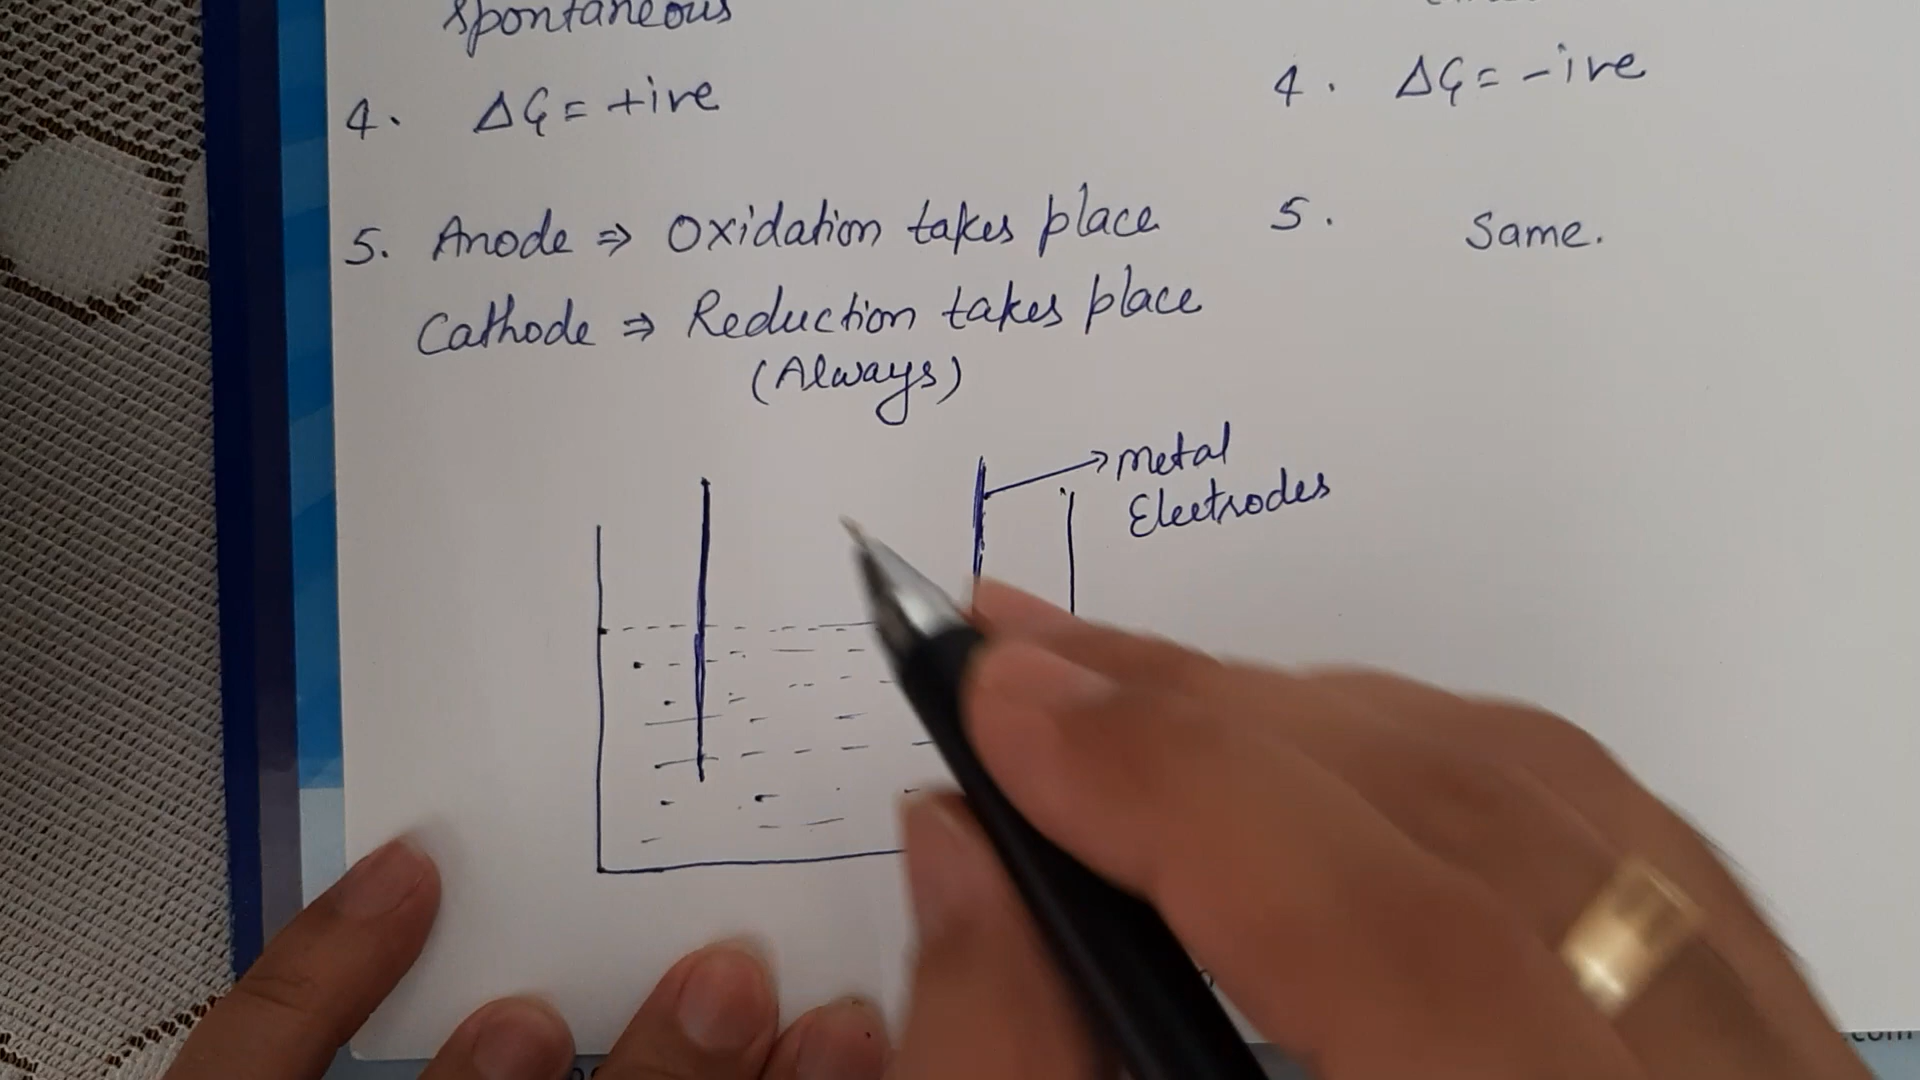 spontaneous
4. ΔG = +ive
4. ΔG = -ive
5. Anode ⇒ Oxidation takes place
5. Same.
Cathode ⇒ Reduction takes place
(Always)
→ Metal
Electrodes